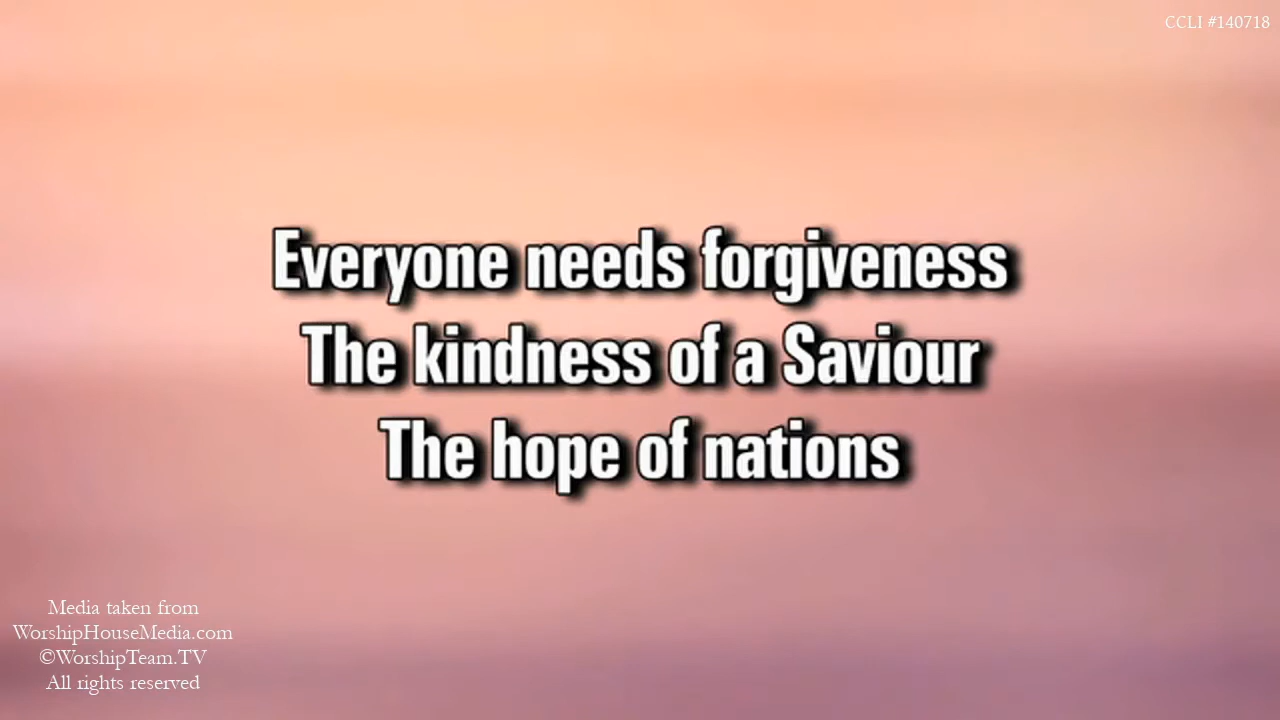 CCLI #140718
Everyone needs forgiveness
The kindness of a Saviour
The hope of nations
Media taken from
WorshipHouseMedia.com
©WorshipTeam.TV
All rights reserved